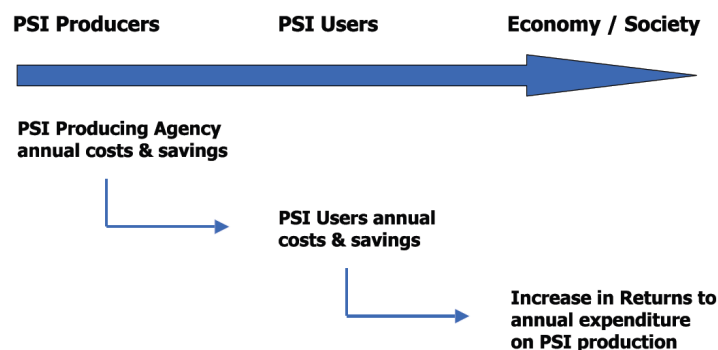 PSI Producers
PSI Users
Economy / Society
PSI Producing Agency
annual costs & savings
PSI Users annual
costs & savings
Increase in Returns to
annual expenditure
on PSI production